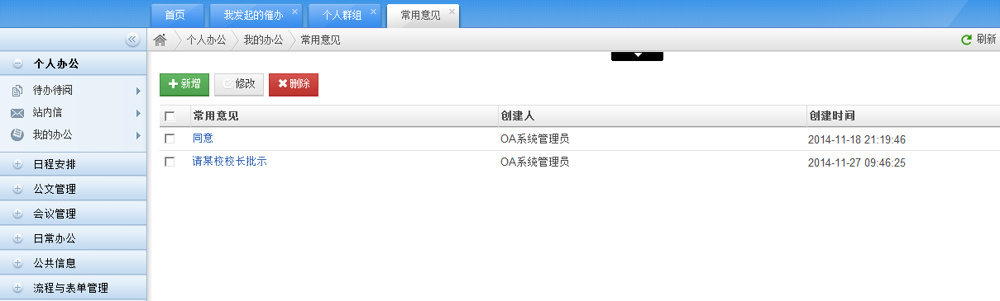 首页 我发起的催办 个人群组 常用意见
个人办公 我的办公 常用意见 刷新
个人办公
待办待阅
站内信
我的办公
日程安排
公文管理
会议管理
日常办公
公共信息
流程与表单管理
新增 修改 删除
常用意见 创建人 创建时间
同意 OA系统管理员 2014-11-18 21:19:46
请某校校长批示 OA系统管理员 2014-11-27 09:46:25